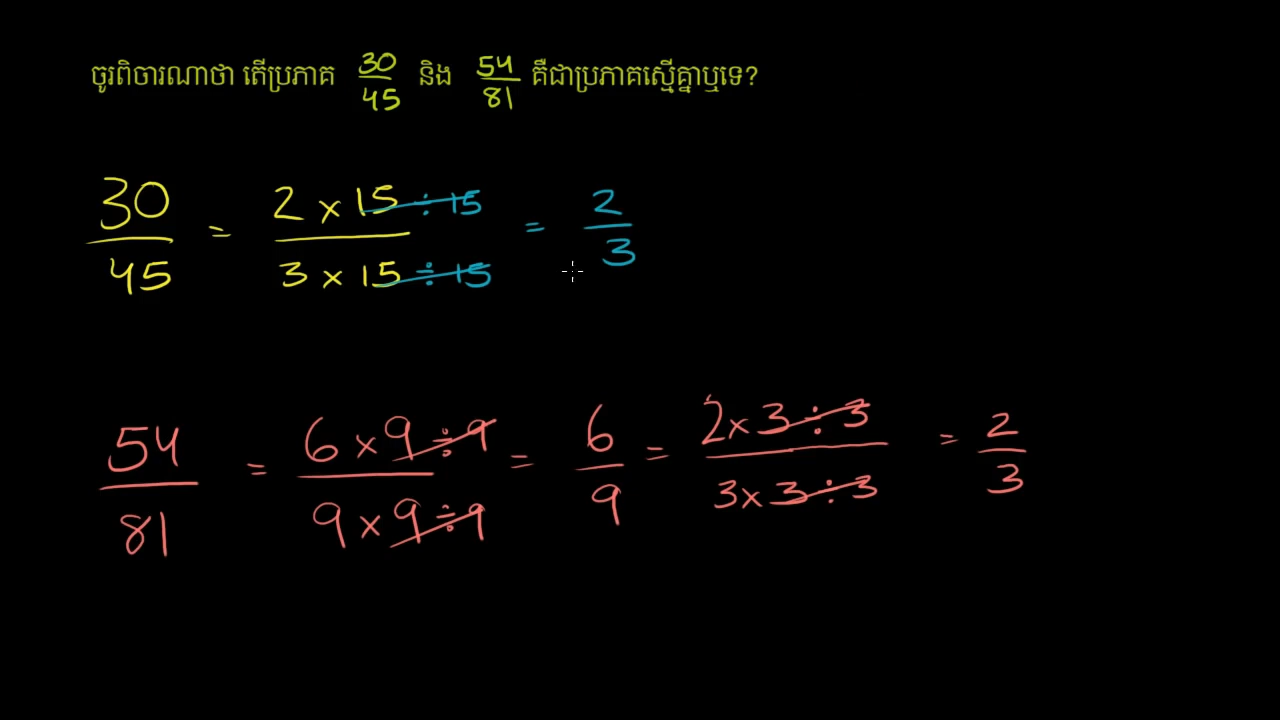 ចូរពិចារណាថា តើប្រភាគ 30/45 និង 54/81 គឺជាប្រភាគស្មើគ្នាឬទេ?
30/45 = 2 × 15 ÷ 15 / 3 × 15 ÷ 15 = 2/3
54/81 = 6 × 9 ÷ 9 / 9 × 9 ÷ 9 = 6/9 = 2 × 3 ÷ 3 / 3 × 3 ÷ 3 = 2/3